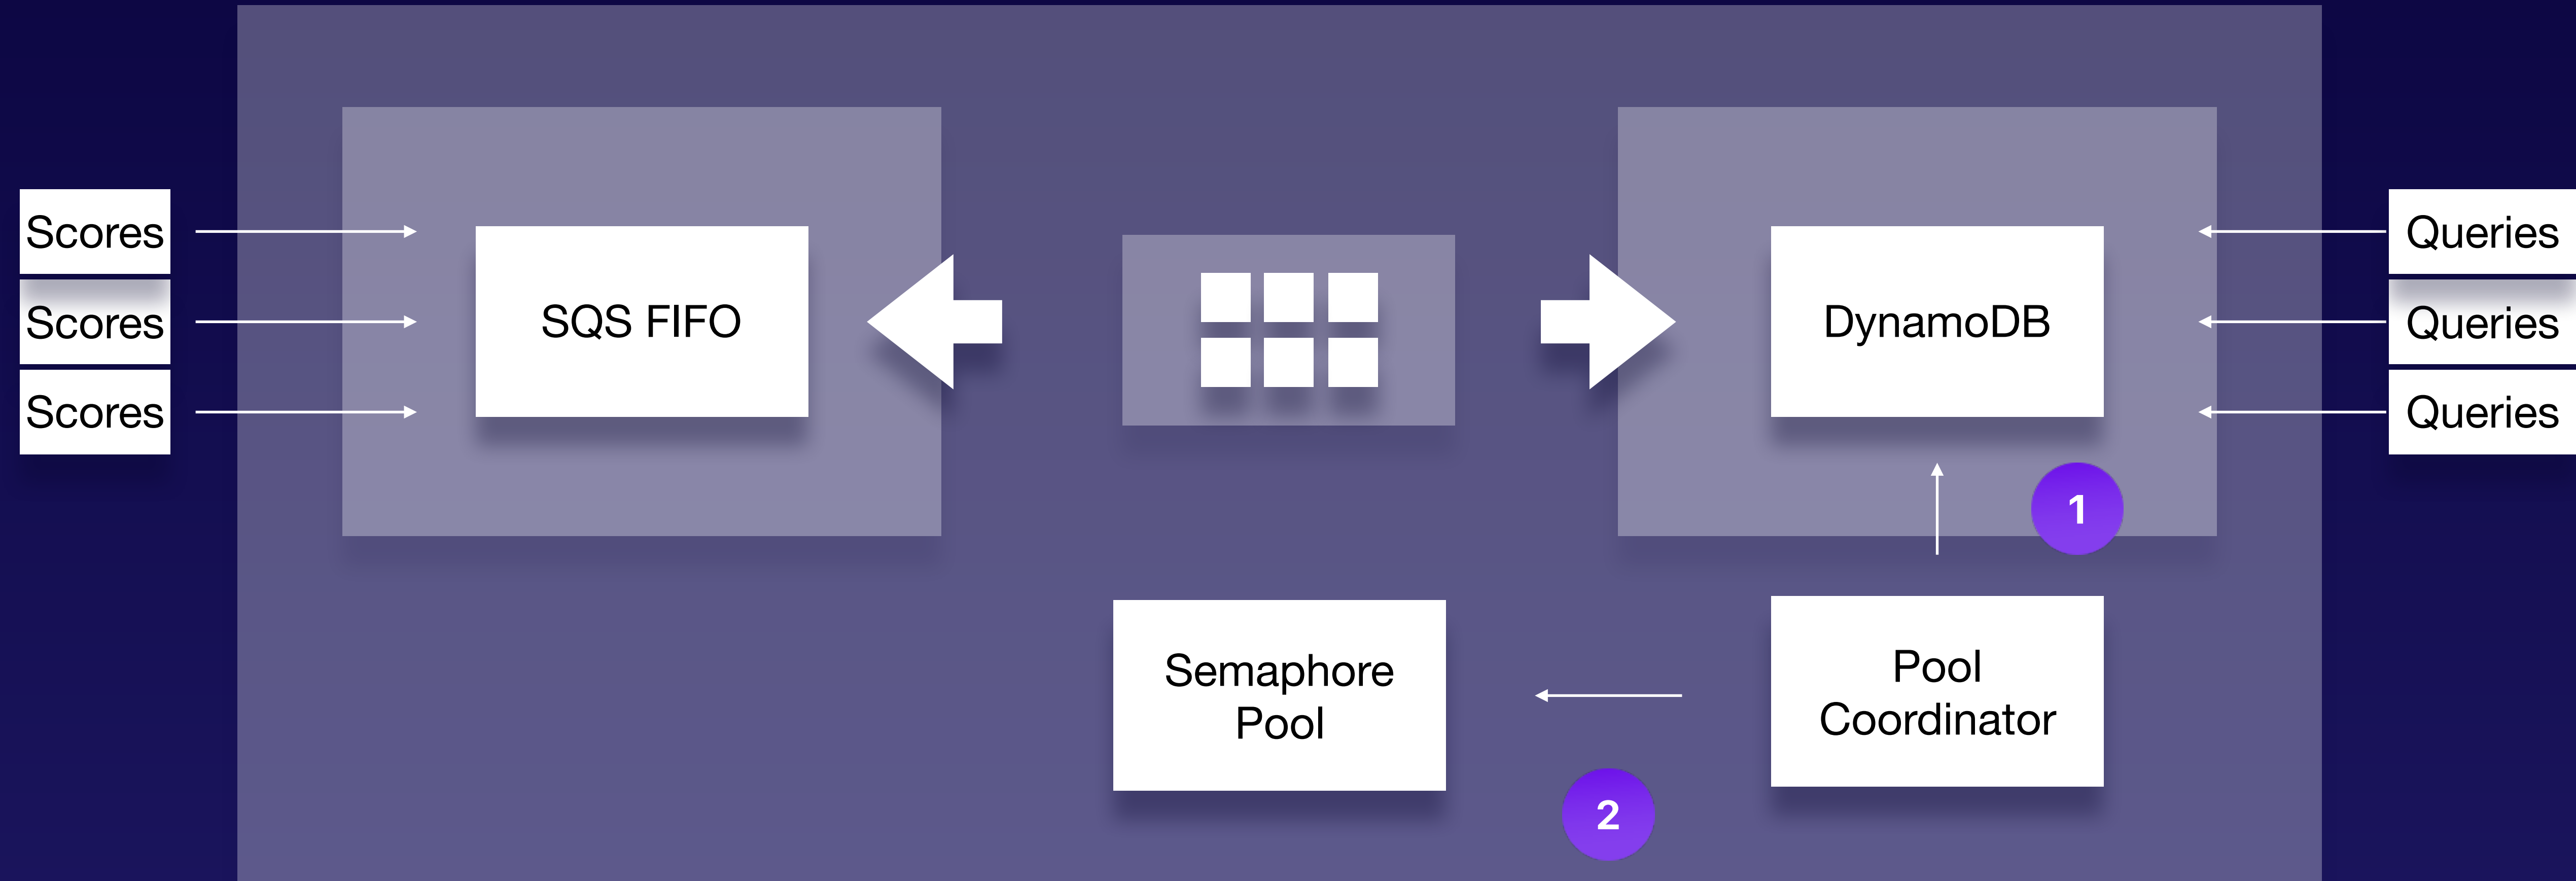 Scores
Scores
Scores
SQS FIFO
DynamoDB
Queries
Queries
Queries
1
Semaphore
Pool
Pool
Coordinator
2